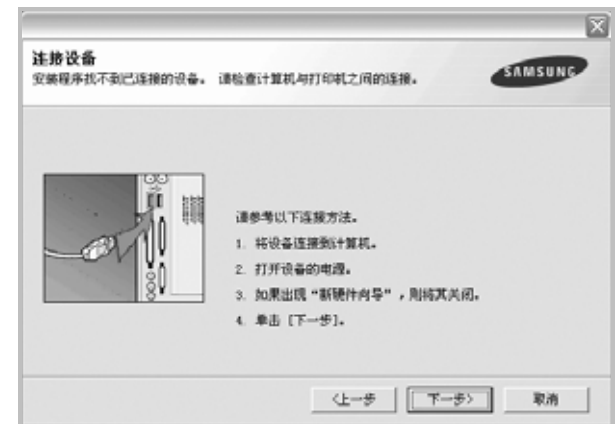 连接设备
安装程序找不到已连接的设备。 请检查计算机与打印机之间的连接。
SAMSUNG
请参考以下连接方法。
1. 将设备连接到计算机。
2. 打开设备的电源。
3. 如果出现“新硬件向导”，则将其关闭。
4. 单击 [下一步]。
<上一步
下一步>
取消